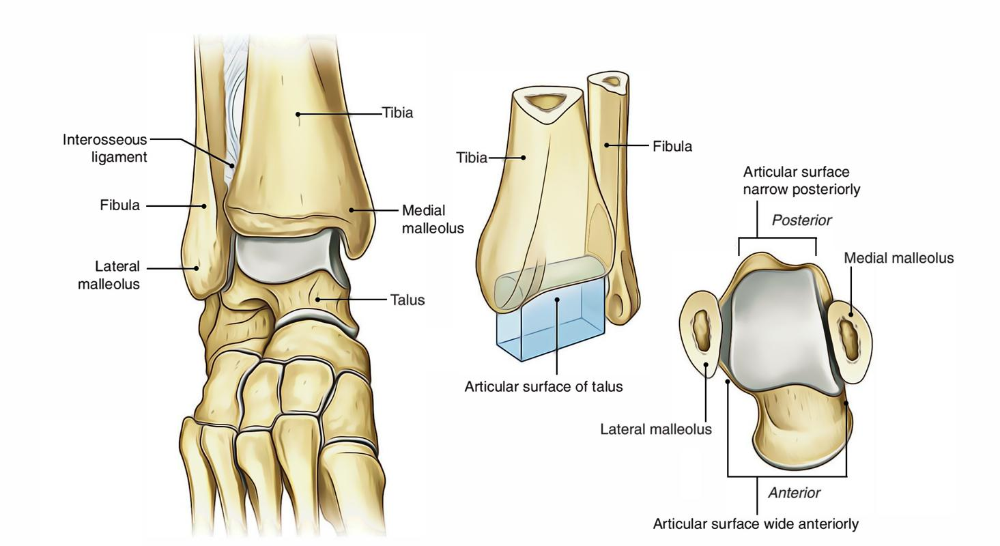 Tibia
Interosseous
ligament
Fibula
Medial
malleolus
Lateral
malleolus
Talus
Tibia
Fibula
Articular surface of talus
Articular surface
narrow posteriorly
Posterior
Medial malleolus
Lateral malleolus
Anterior
Articular surface wide anteriorly